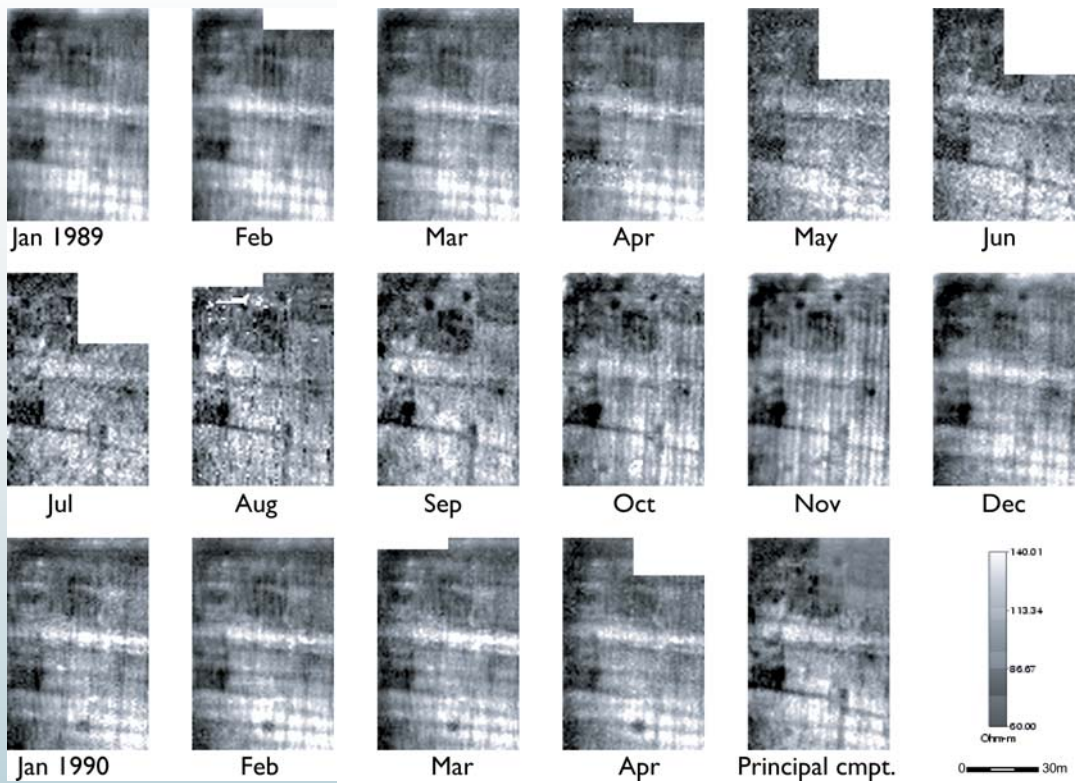 Jan 1989 Feb Mar Apr May Jun
Jul Aug Sep Oct Nov Dec
140.01
113.34
86.67
60.00
Ohm-m
Jan 1990 Feb Mar Apr Principal cmpt. 0 30m